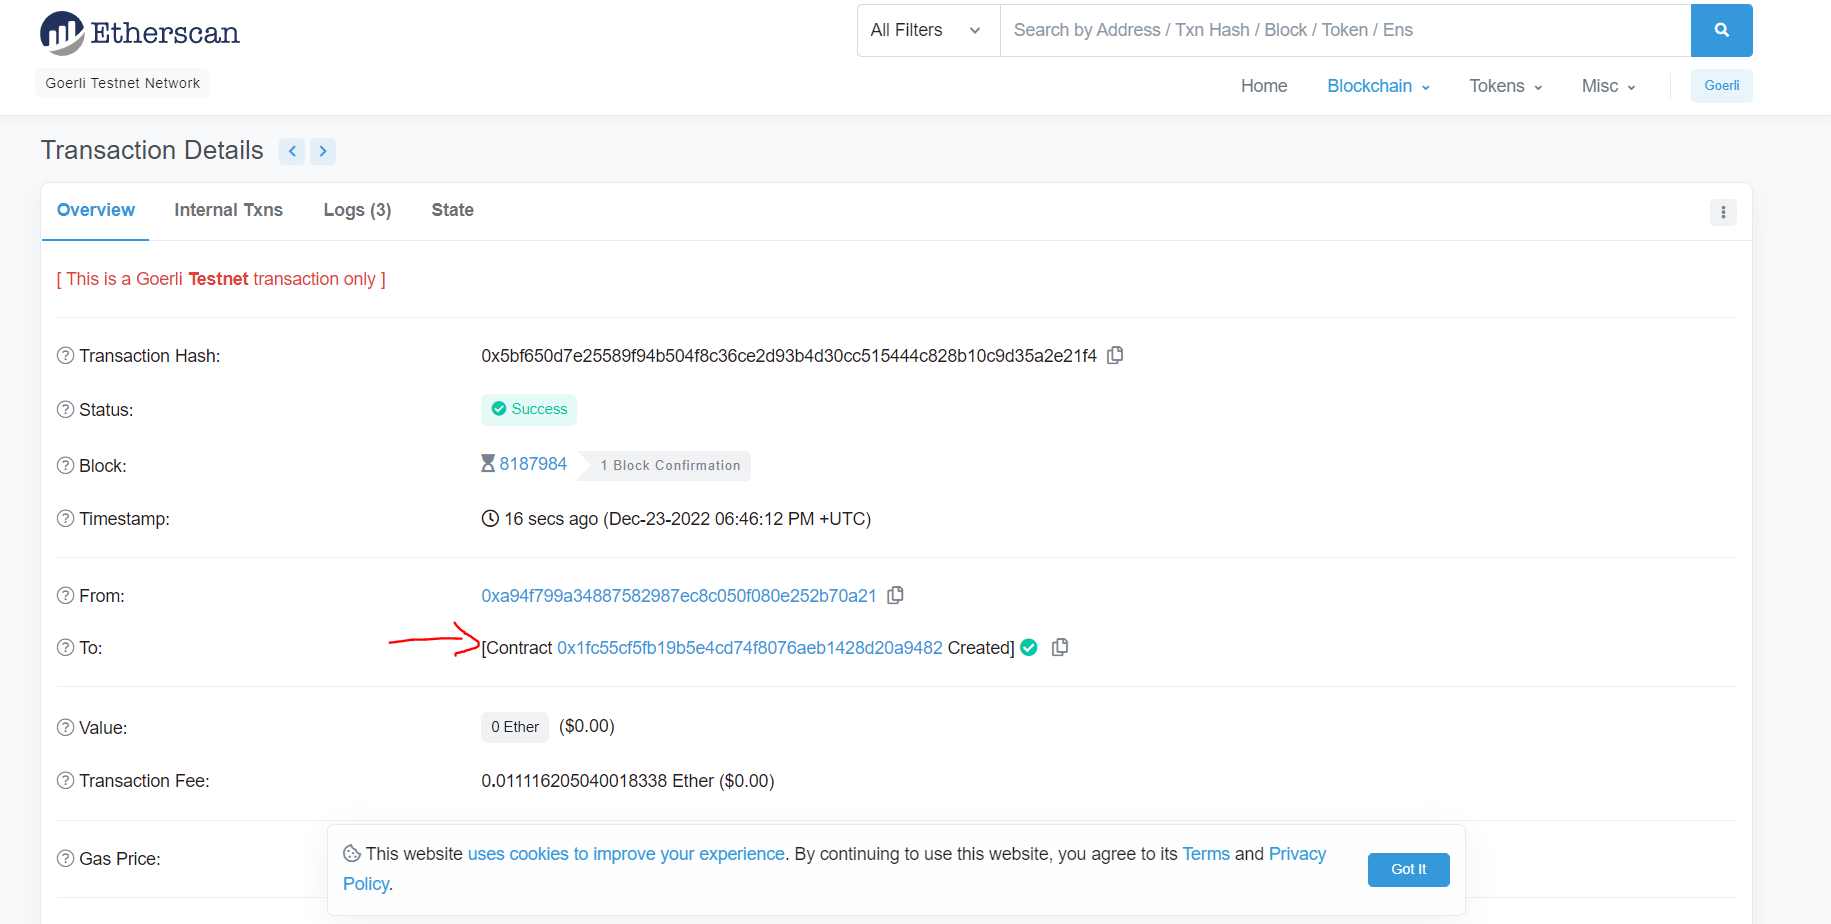 Etherscan
All Filters
Search by Address / Txn Hash / Block / Token / Ens
Goerli Testnet Network
Home Blockchain Tokens Misc Goerli
Transaction Details
Overview Internal Txns Logs (3) State
[ This is a Goerli Testnet transaction only ]
Transaction Hash: 0x5bf650d7e25589f94b504f8c36ce2d93b4d30cc515444c828b10c9d35a2e21f4
Status: Success
Block: 8187984 1 Block Confirmation
Timestamp: 16 secs ago (Dec-23-2022 06:46:12 PM +UTC)
From: 0xa94f799a34887582987ec8c050f080e252b70a21
To: [Contract 0x1fc55cf5fb19b5e4cd74f8076aeb1428d20a9482 Created]
Value: 0 Ether ($0.00)
Transaction Fee: 0.011116205040018338 Ether ($0.00)
Gas Price:
This website uses cookies to improve your experience. By continuing to use this website, you agree to its Terms and Privacy
Policy.
Got It